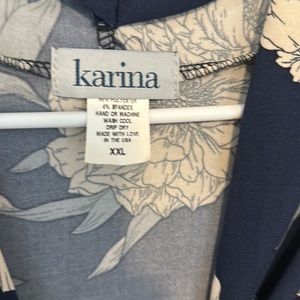 karina
96% POLYESTER
4% SPANDEX
HAND OR MACHINE
WASH COOL
DRIP DRY
MADE WITH LOVE
IN THE USA
XXL